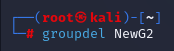 ┌──(root㉿kali)-[~]
└─# groupdel NewG2